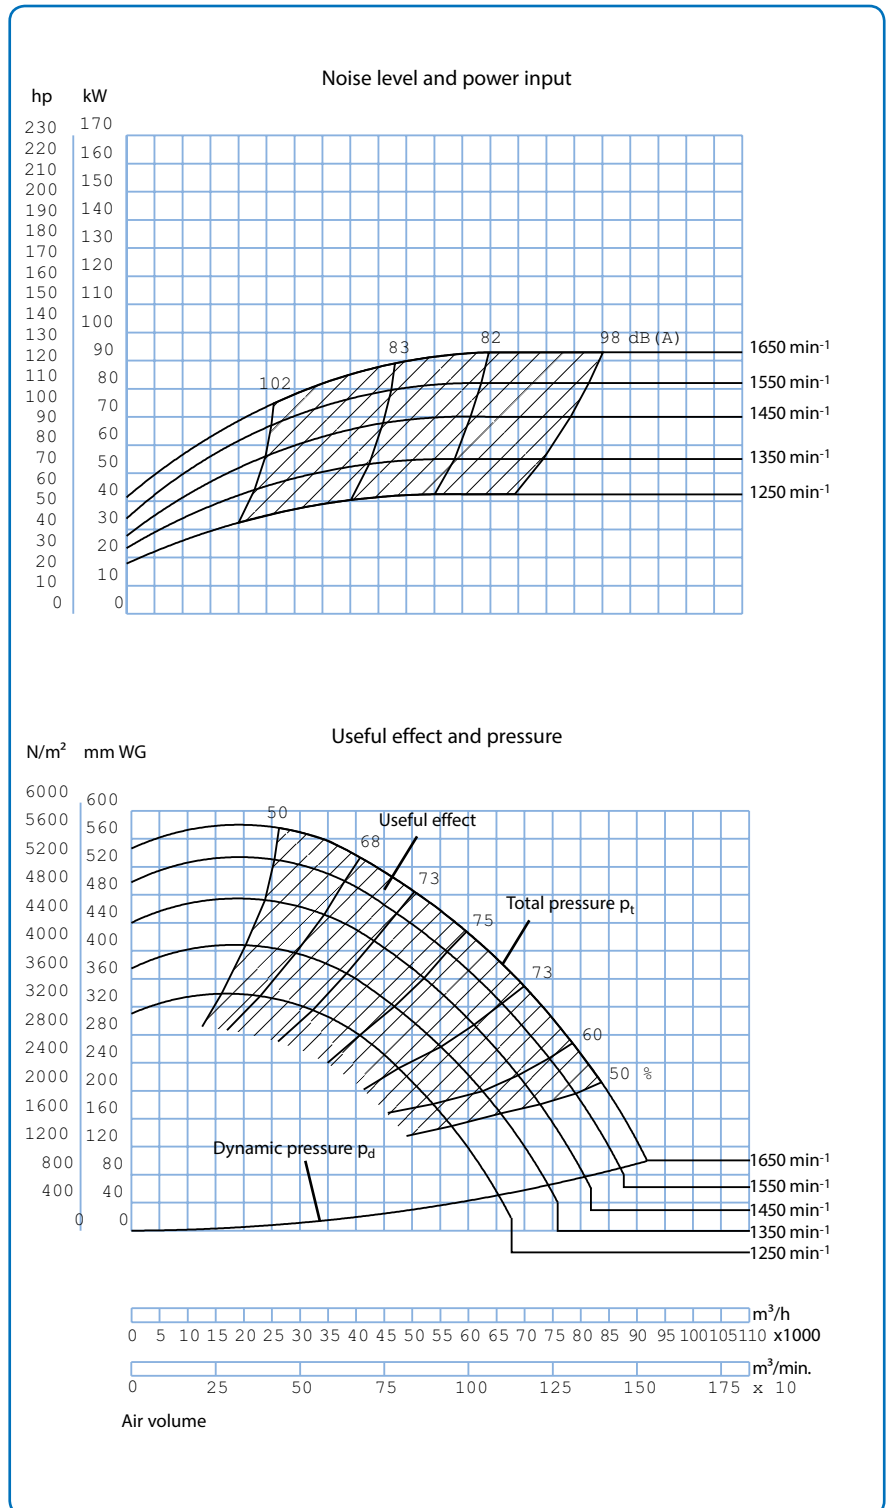 Noise level and power input
hp kW
230 170
220
210 160
200 150
190 140
180
170 130
160 120
150 110
140
130 100
120 90
110 80
100
90 70
80 60
70 50
60
50 40
40 30
30 20
20
10 10
0 0
102
83
82
98 dB(A)
1650 min-1
1550 min-1
1450 min-1
1350 min-1
1250 min-1
Useful effect and pressure
N/m² mm WG
6000 600
5600 560
5200 520
4800 480
4400 440
4000 400
3600 360
3200 320
2800 280
2400 240
2000 200
1600 160
1200 120
800 80
400 40
0 0
50
Useful effect
68
73
Total pressure pt
75
73
60
50 %
Dynamic pressure pd
1650 min-1
1550 min-1
1450 min-1
1350 min-1
1250 min-1
m³/h
0 5 10 15 20 25 30 35 40 45 50 55 60 65 70 75 80 85 90 95 100 105 110 x1000
m³/min.
0 25 50 75 100 125 150 175 x 10
Air volume